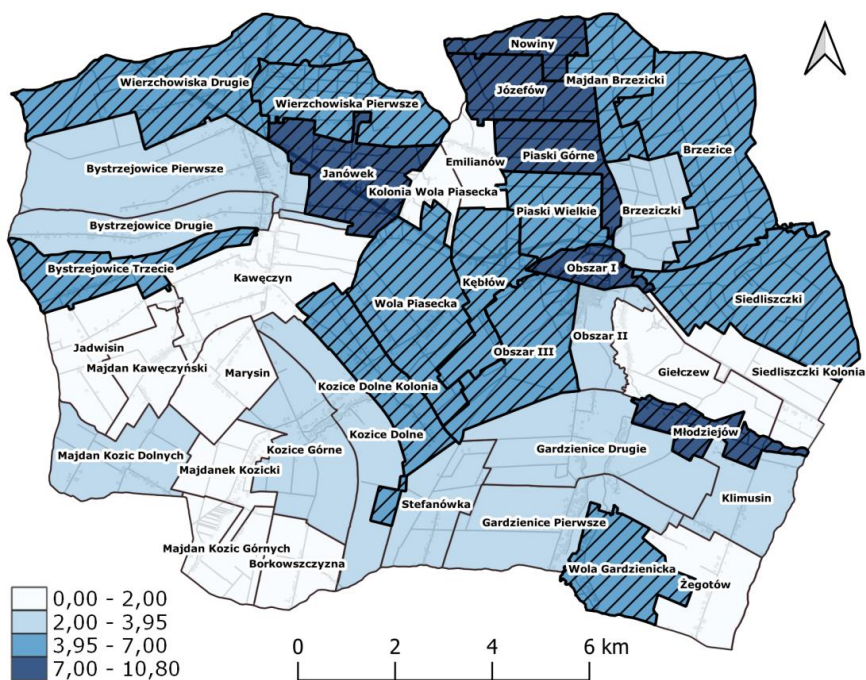 Nowiny
Wierzchowiska Drugie
Majdan Brzezicki
Józefów
Wierzchowiska Pierwsze
Brzezice
Piaski Górne
Emilianów
Bystrzejowice Pierwsze
Janówek
Kolonia Wola Piasecka
Piaski Wielkie
Brzeziczki
Bystrzejowice Drugie
Obszar I
Bystrzejowice Trzecie
Kawęczyn
Kębłów
Wola Piasecka
Siedliszczki
Obszar II
Jadwisin
Obszar III
Majdan Kawęczyński
Marysin
Giełczew
Siedliszczki Kolonia
Kozice Dolne Kolonia
Młodziejów
Kozice Dolne
Kozice Górne
Gardzienice Drugie
Majdan Kozic Dolnych
Majdanek Kozicki
Klimusin
Stefanówka
Gardzienice Pierwsze
Majdan Kozic Górnych
Borkowszczyzna
Wola Gardzienicka
Żegotów
0,00 - 2,00
2,00 - 3,95
3,95 - 7,00
7,00 - 10,80
0 2 4 6 km